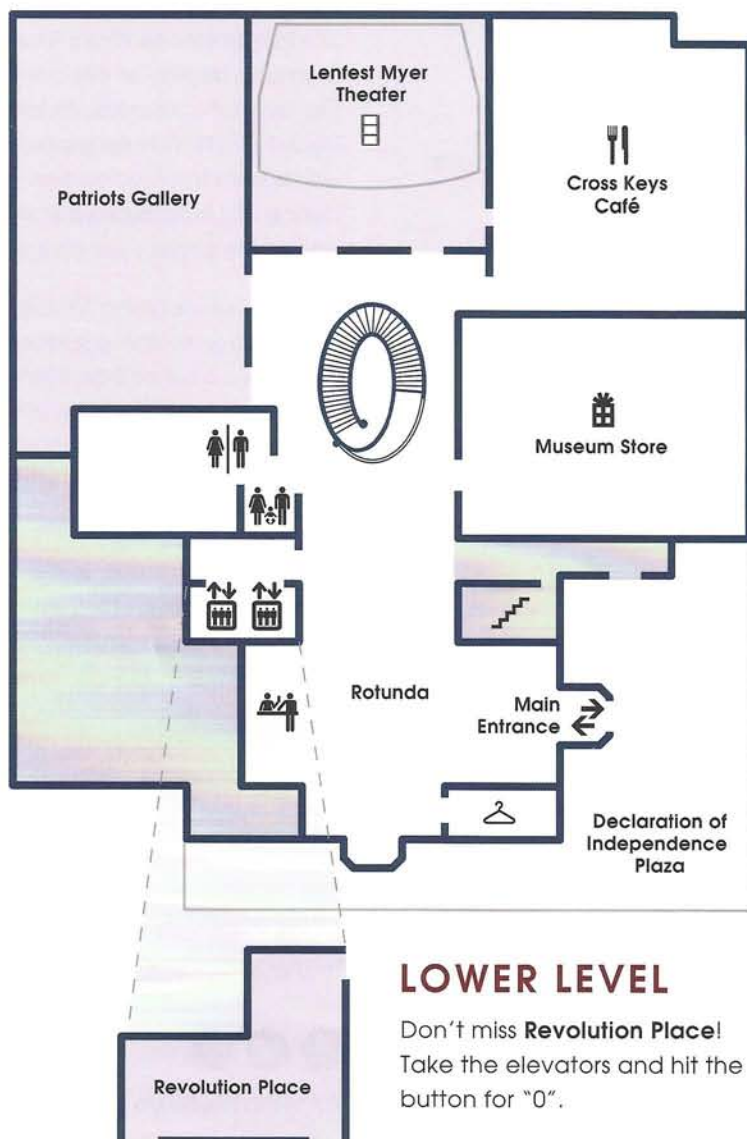 Lenfest Myer
Theater
Patriots Gallery
Cross Keys
Café
Museum Store
Rotunda
Main
Entrance
Declaration of
Independence
Plaza
LOWER LEVEL
Don't miss Revolution Place!
Take the elevators and hit the
button for "0".
Revolution Place